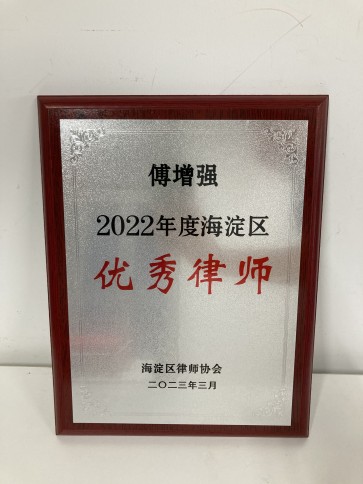 傅增强
2022年度海淀区
优秀律师
海淀区律师协会
二〇二三年三月